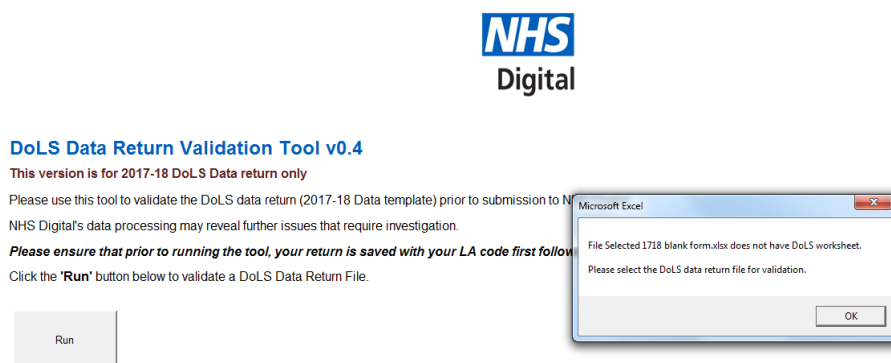 NHS
Digital
DoLS Data Return Validation Tool v0.4
This version is for 2017-18 DoLS Data return only
Please use this tool to validate the DoLS data return (2017-18 Data template) prior to submission to
NHS Digital's data processing may reveal further issues that require investigation.
Please ensure that prior to running the tool, your return is saved with your LA code first
Click the 'Run' button below to validate a DoLS Data Return File.
Run
Microsoft Excel
File Selected 1718 blank form.xlsx does not have DoLS worksheet.
Please select the DoLS data return file for validation.
OK